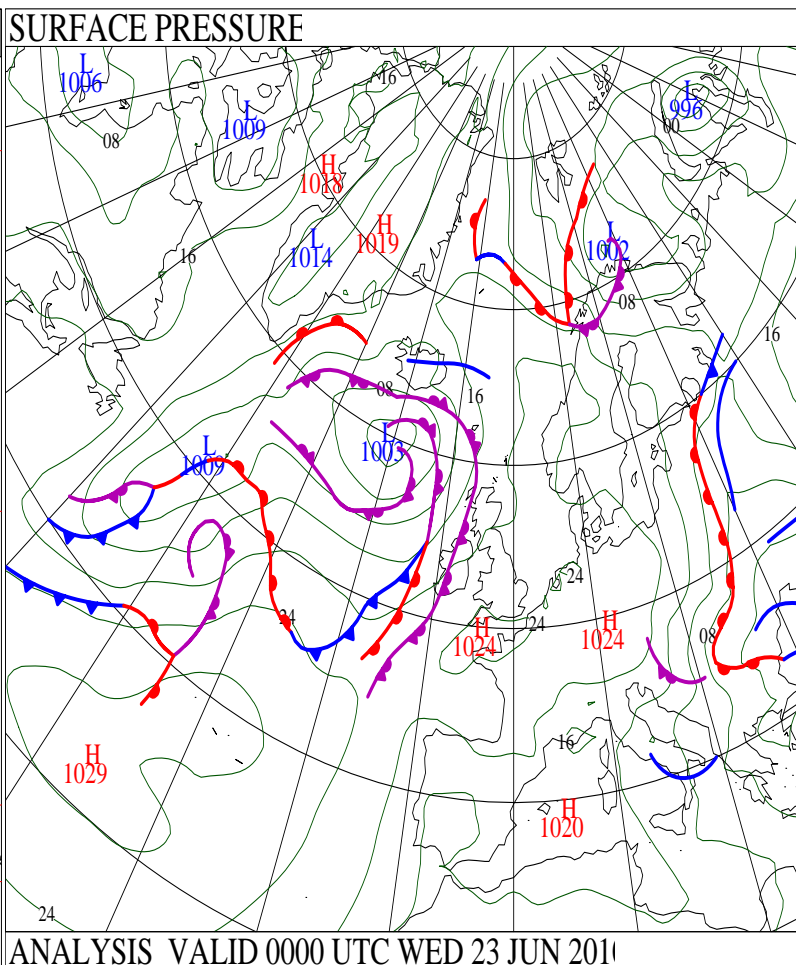 SURFACE PRESSURE
L
1006
16
L
996
00
L
1009
08
H
1018
H
1019
L
1014
L
1002
16
08
16
08
16
L
1009
L
1003
24
24
H
1024
24
H
1024
08
16
H
1029
H
1020
24
ANALYSIS VALID 0000 UTC WED 23 JUN 201